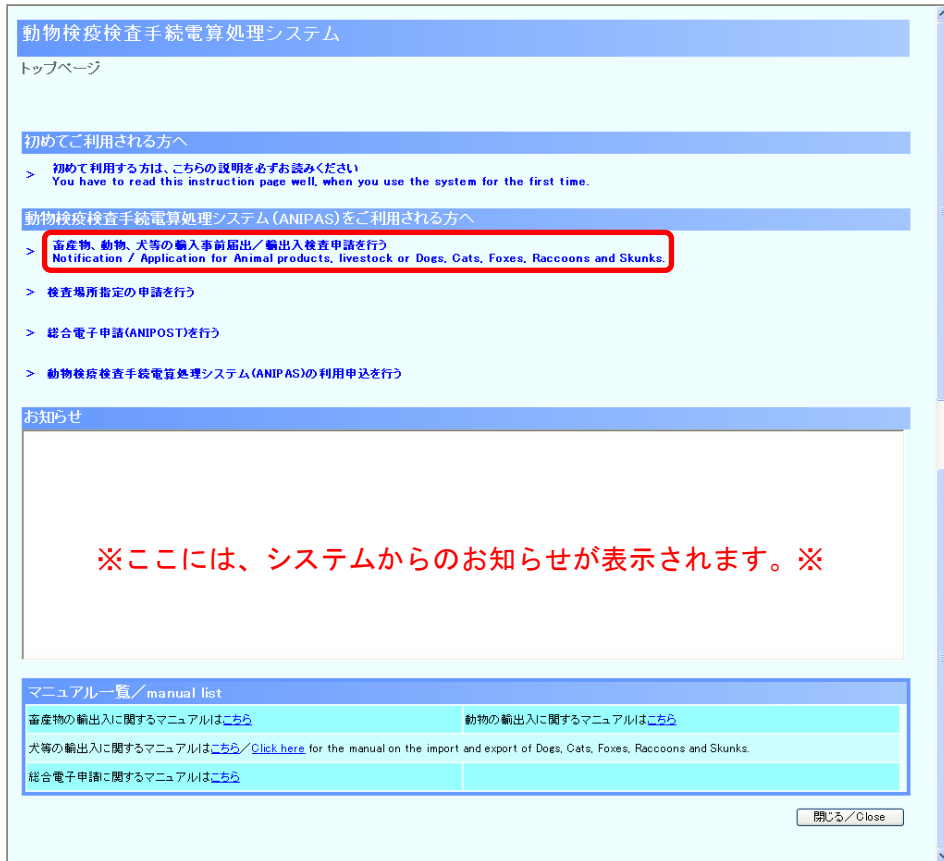 動物検疫検査手続電算処理システム
トップページ
初めてご利用される方へ
> 初めて利用する方は、こちらの説明を必ずお読みください
You have to read this instruction page well, when you use the system for the first time.
動物検疫検査手続電算処理システム(ANIPAS)をご利用される方へ
> 畜産物、動物、犬等の輸入事前届出/輸出入検査申請を行う
Notification / Application for Animal products, livestock or Dogs, Cats, Foxes, Raccoons and Skunks.
> 検査場所指定の申請を行う
> 総合電子申請(ANIPOST)を行う
> 動物検疫検査手続電算処理システム(ANIPAS)の利用申込を行う
お知らせ
※ここには、システムからのお知らせが表示されます。※
マニュアル一覧/manual list
畜産物の輸出入に関するマニュアルはこちら 動物の輸出入に関するマニュアルはこちら
犬等の輸出入に関するマニュアルはこちら/Click here for the manual on the import and export of Dogs, Cats, Foxes, Raccoons and Skunks.
総合電子申請に関するマニュアルはこちら
閉じる/Close